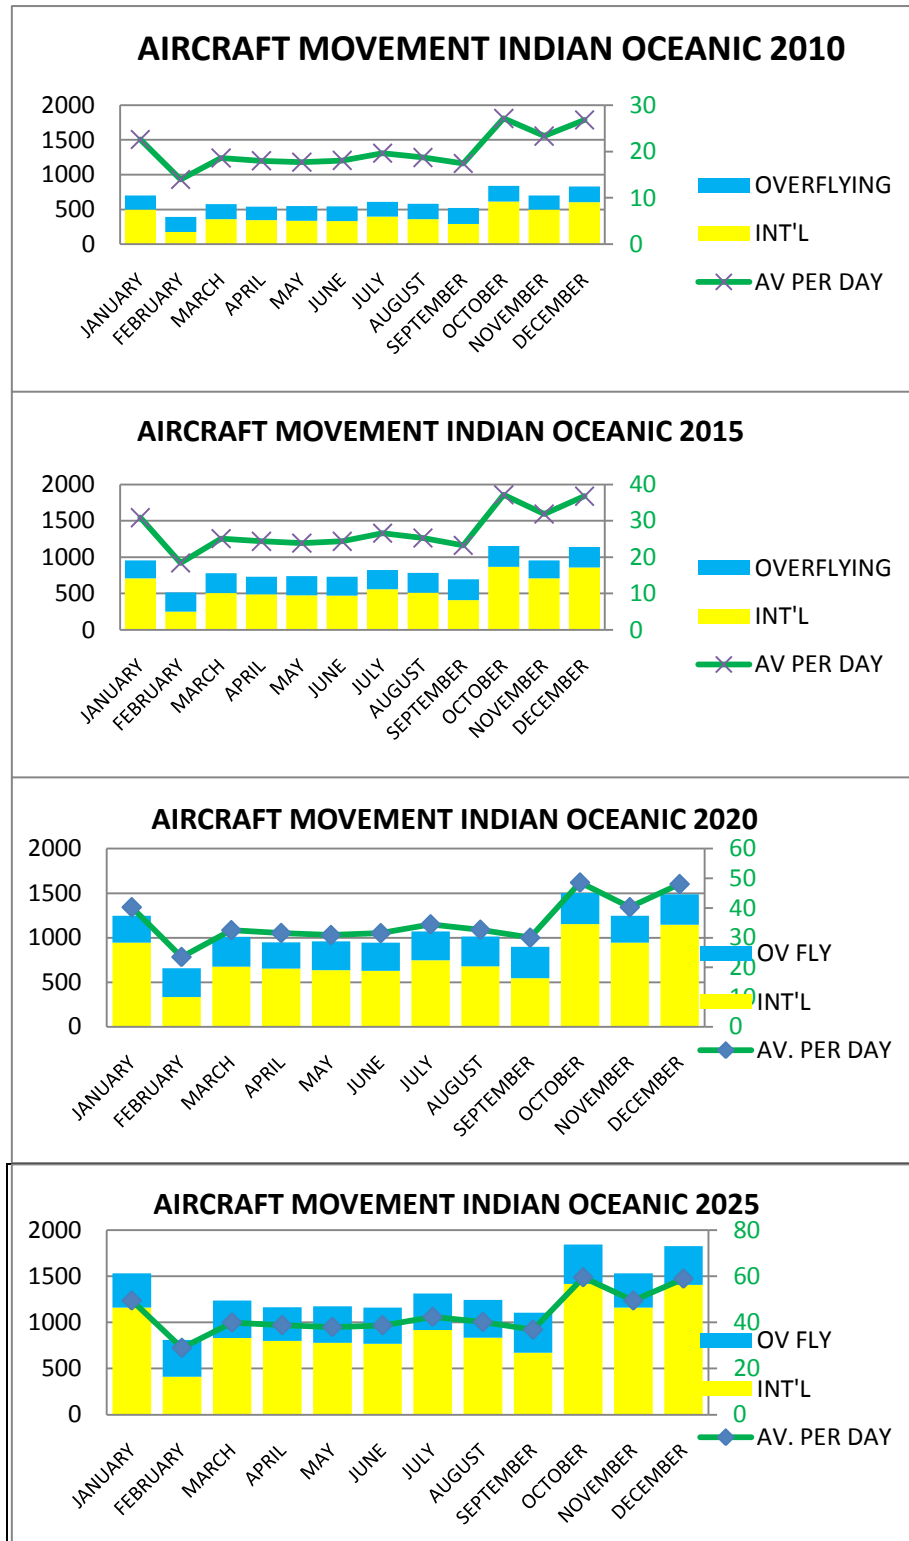 AIRCRAFT MOVEMENT INDIAN OCEANIC 2010
2000 30
1500 20
1000
500 10
0 0
OVERFLYING
INT'L
AV PER DAY
JANUARY FEBRUARY MARCH APRIL MAY JUNE JULY AUGUST SEPTEMBER OCTOBER NOVEMBER DECEMBER
AIRCRAFT MOVEMENT INDIAN OCEANIC 2015
2000 40
1500 30
1000 20
500 10
0 0
OVERFLYING
INT'L
AV PER DAY
JANUARY FEBRUARY MARCH APRIL MAY JUNE JULY AUGUST SEPTEMBER OCTOBER NOVEMBER DECEMBER
AIRCRAFT MOVEMENT INDIAN OCEANIC 2020
2000 60
50
1500 40
1000 30
500 20
10
0 0
OV FLY
INT'L
AV. PER DAY
JANUARY FEBRUARY MARCH APRIL MAY JUNE JULY AUGUST SEPTEMBER OCTOBER NOVEMBER DECEMBER
AIRCRAFT MOVEMENT INDIAN OCEANIC 2025
2000 80
1500 60
1000 40
500 20
0 0
OV FLY
INT'L
AV. PER DAY
JANUARY FEBRUARY MARCH APRIL MAY JUNE JULY AUGUST SEPTEMBER OCTOBER NOVEMBER DECEMBER